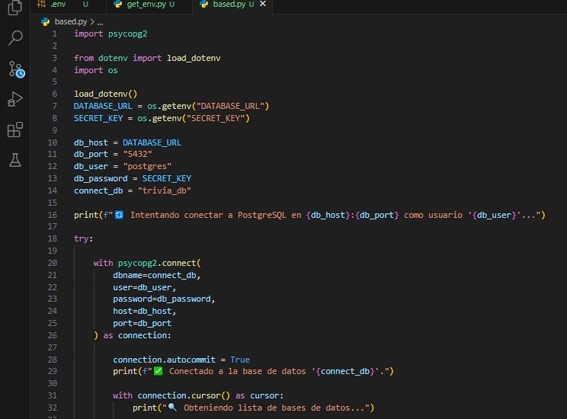 .env U get_env.py U based.py U
based.py > ...
1 import psycopg2
2
3 from dotenv import load_dotenv
4 import os
5
6 load_dotenv()
7 DATABASE_URL = os.getenv("DATABASE_URL")
8 SECRET_KEY = os.getenv("SECRET_KEY")
9
10 db_host = DATABASE_URL
11 db_port = "5432"
12 db_user = "postgres"
13 db_password = SECRET_KEY
14 connect_db = "trivia_db"
15
16 print(f"🔄 Intentando conectar a PostgreSQL en {db_host}:{db_port} como usuario '{db_user}'...")
17
18 try:
19
20 with psycopg2.connect(
21 dbname=connect_db,
22 user=db_user,
23 password=db_password,
24 host=db_host,
25 port=db_port
26 ) as connection:
27
28 connection.autocommit = True
29 print(f"✅ Conectado a la base de datos '{connect_db}'.")
30
31 with connection.cursor() as cursor:
32 print("🔍 Obteniendo lista de bases de datos...")